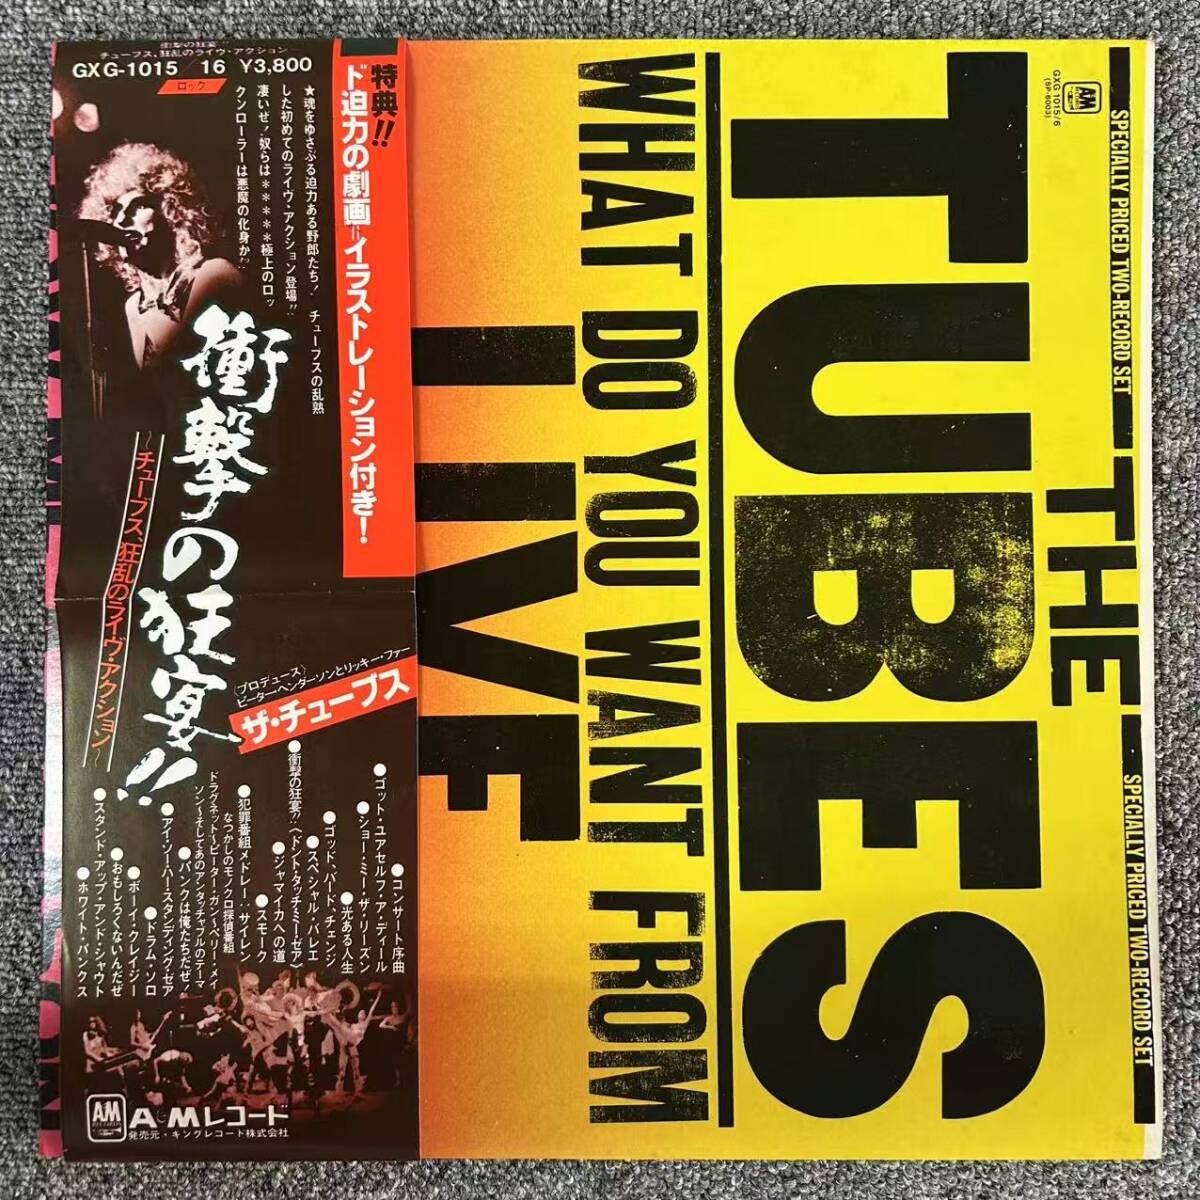 衝撃の狂宴
チューブス、狂乱のライヴ・アクション
GXG-1015/16 ¥3,800
ロック
特典!!
ド迫力の劇画=イラストレーション付き!
★魂をゆさぶる迫力ある野郎たち! チューブスの乱熟
した初めてのライヴ・アクション登場!!
凄いぜ!奴らは＊＊＊＊極上のロッ
クンローラーは悪魔の化身か!?
衝撃の狂宴!!
〜チューブス、狂乱のライヴ・アクション〜
〈プロデュース〉
ピーターヘンダーソンとリッキー・ファー
ザ・チューブス
●コンサート序曲
●ゴット・ユアセルフ・ア・ディール
●光ある人生
●ショー・ミー・ザ・リーズン
●ゴッド、バード、チェンジ
●スペシャル・バレエ
●衝撃の狂宴!!(ドント・タッチ・ミー・ゼア)
●ジャマイカへの道
●スモーク
●犯罪番組メドレー：サイレン
なつかしのモノクロ探偵番組
ドラグネット〜ピーター・ガン〜ペリー・メイ
ソン〜そしてあのアンタッチャブルのテーマ
●パンクは俺たちだぜ!
●アイ・ソー・ハー・スタンディング・ゼア
●ドラム・ソロ
●ボーイ・クレイジー
●おもしろくないんだぜ
●スタンド・アップ・アンド・シャウト
●ホワイト・パンクス
AM
RECORDS
A&Mレコード
発売元・キングレコード株式会社
AM
RECORDS
GXG 1015/6
(SP-6003)
SPECIALLY PRICED TWO-RECORD SET
THE
SPECIALLY PRICED TWO-RECORD SET
TUBES
WHAT DO YOU WANT FROM
LIVE